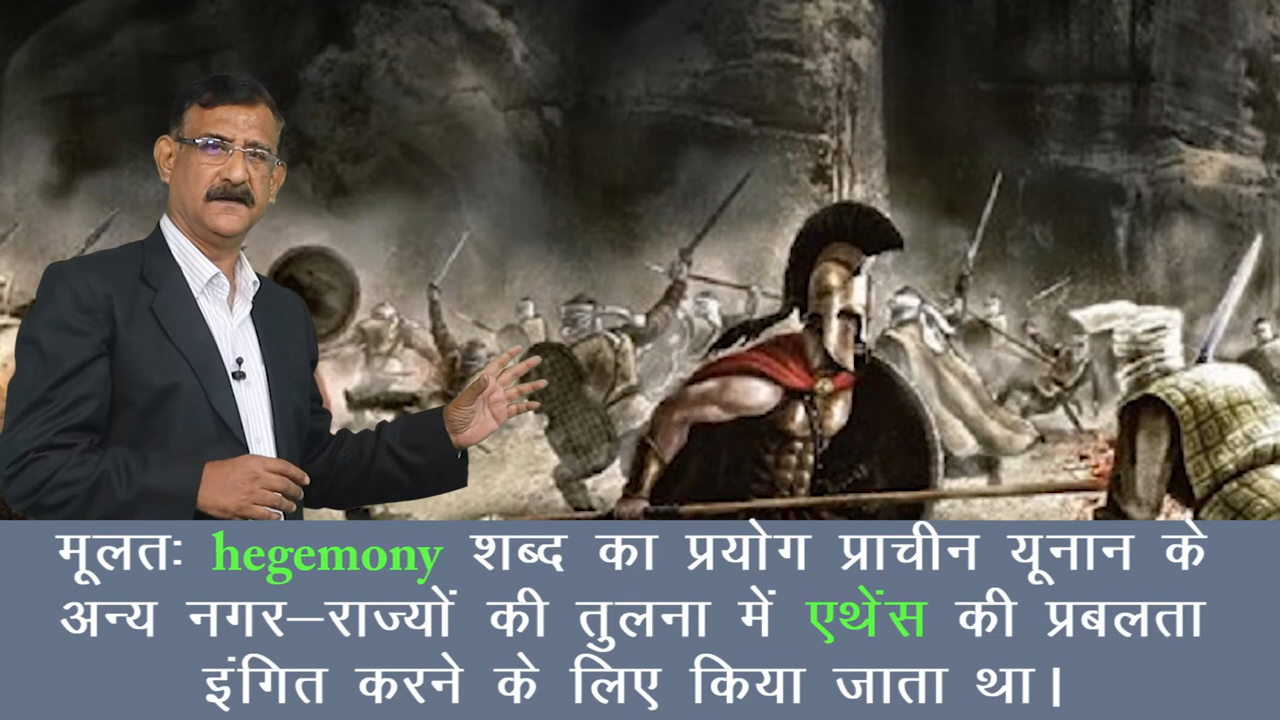 मूलतः hegemony शब्द का प्रयोग प्राचीन यूनान के
अन्य नगर–राज्यों की तुलना में एथेंस की प्रबलता
इंगित करने के लिए किया जाता था।